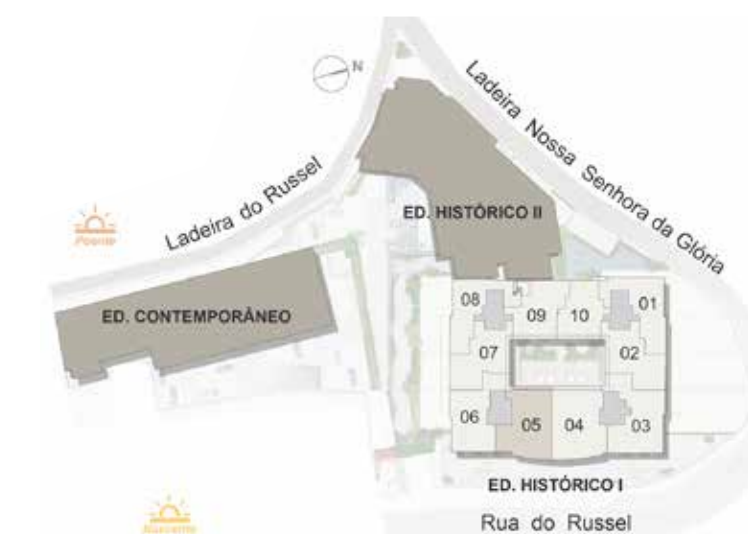 N
Ladeira Nossa Senhora da Glória
Ladeira do Russel
Poente
ED. HISTÓRICO II
ED. CONTEMPORÂNEO
08
09
10
01
07
02
06
05
04
03
ED. HISTÓRICO I
Rua do Russel
Nascente